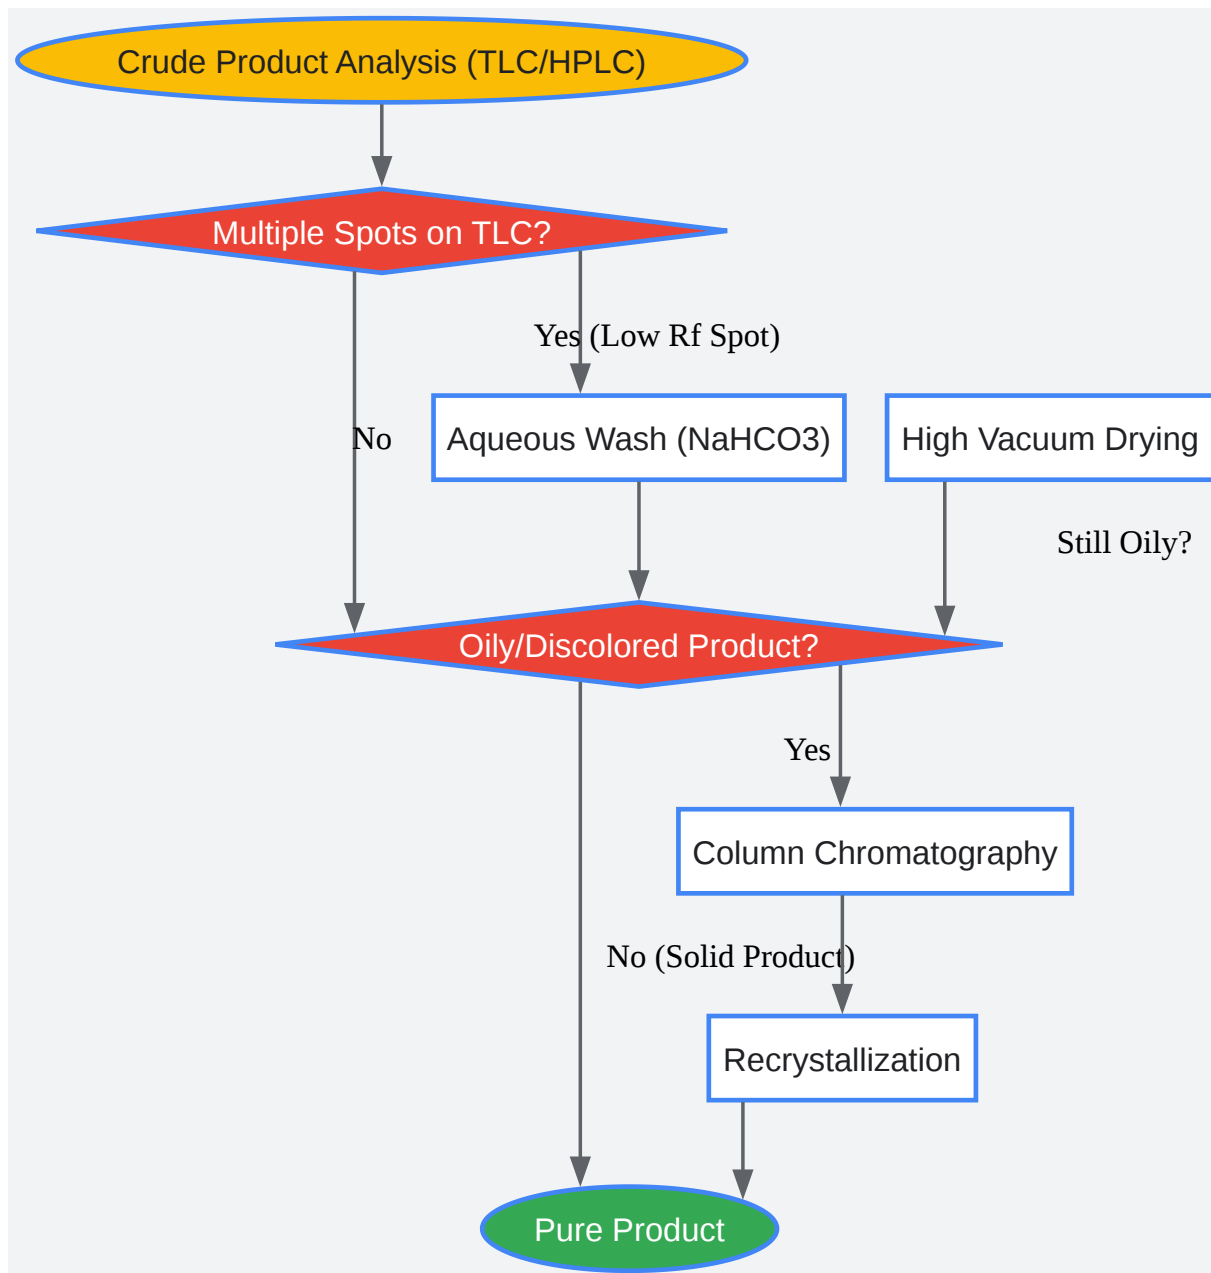 Crude Product Analysis (TLC/HPLC)
Multiple Spots on TLC?
Yes (Low Rf Spot)
No
Aqueous Wash (NaHCO3)
High Vacuum Drying
Still Oily?
Oily/Discolored Product?
Yes
Column Chromatography
No (Solid Product)
Recrystallization
Pure Product